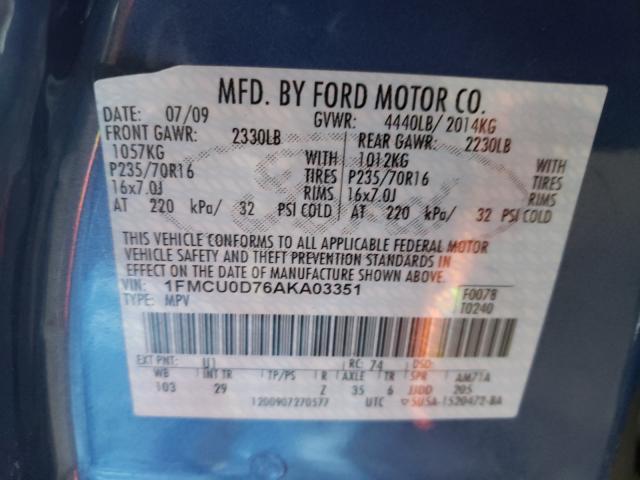 MFD. BY FORD MOTOR CO.
DATE: 07/09 GVWR: 4440LB/ 2014KG
FRONT GAWR: 2330LB REAR GAWR: 2230LB
1057KG WITH 1012KG WITH
P235/70R16 TIRES P235/70R16 TIRES
16x7.0J RIMS 16x7.0J RIMS
AT 220 kPa/ 32 PSI COLD AT 220 kPa/ 32 PSI COLD
THIS VEHICLE CONFORMS TO ALL APPLICABLE FEDERAL MOTOR
VEHICLE SAFETY AND THEFT PREVENTION STANDARDS IN
EFFECT ON THE DATE OF MANUFACTURE SHOWN ABOVE.
VIN: 1FMCU0D76AKA03351 F0078
TYPE: MPV T0240
EXT PNT: U1 RC: 74 DSO:
WB INT TR TP/PS R AXLE TR SPR AM71A
103 29 Z 35 6 JJDD 205
1200907270577 UTC 5USA-1520472-BA